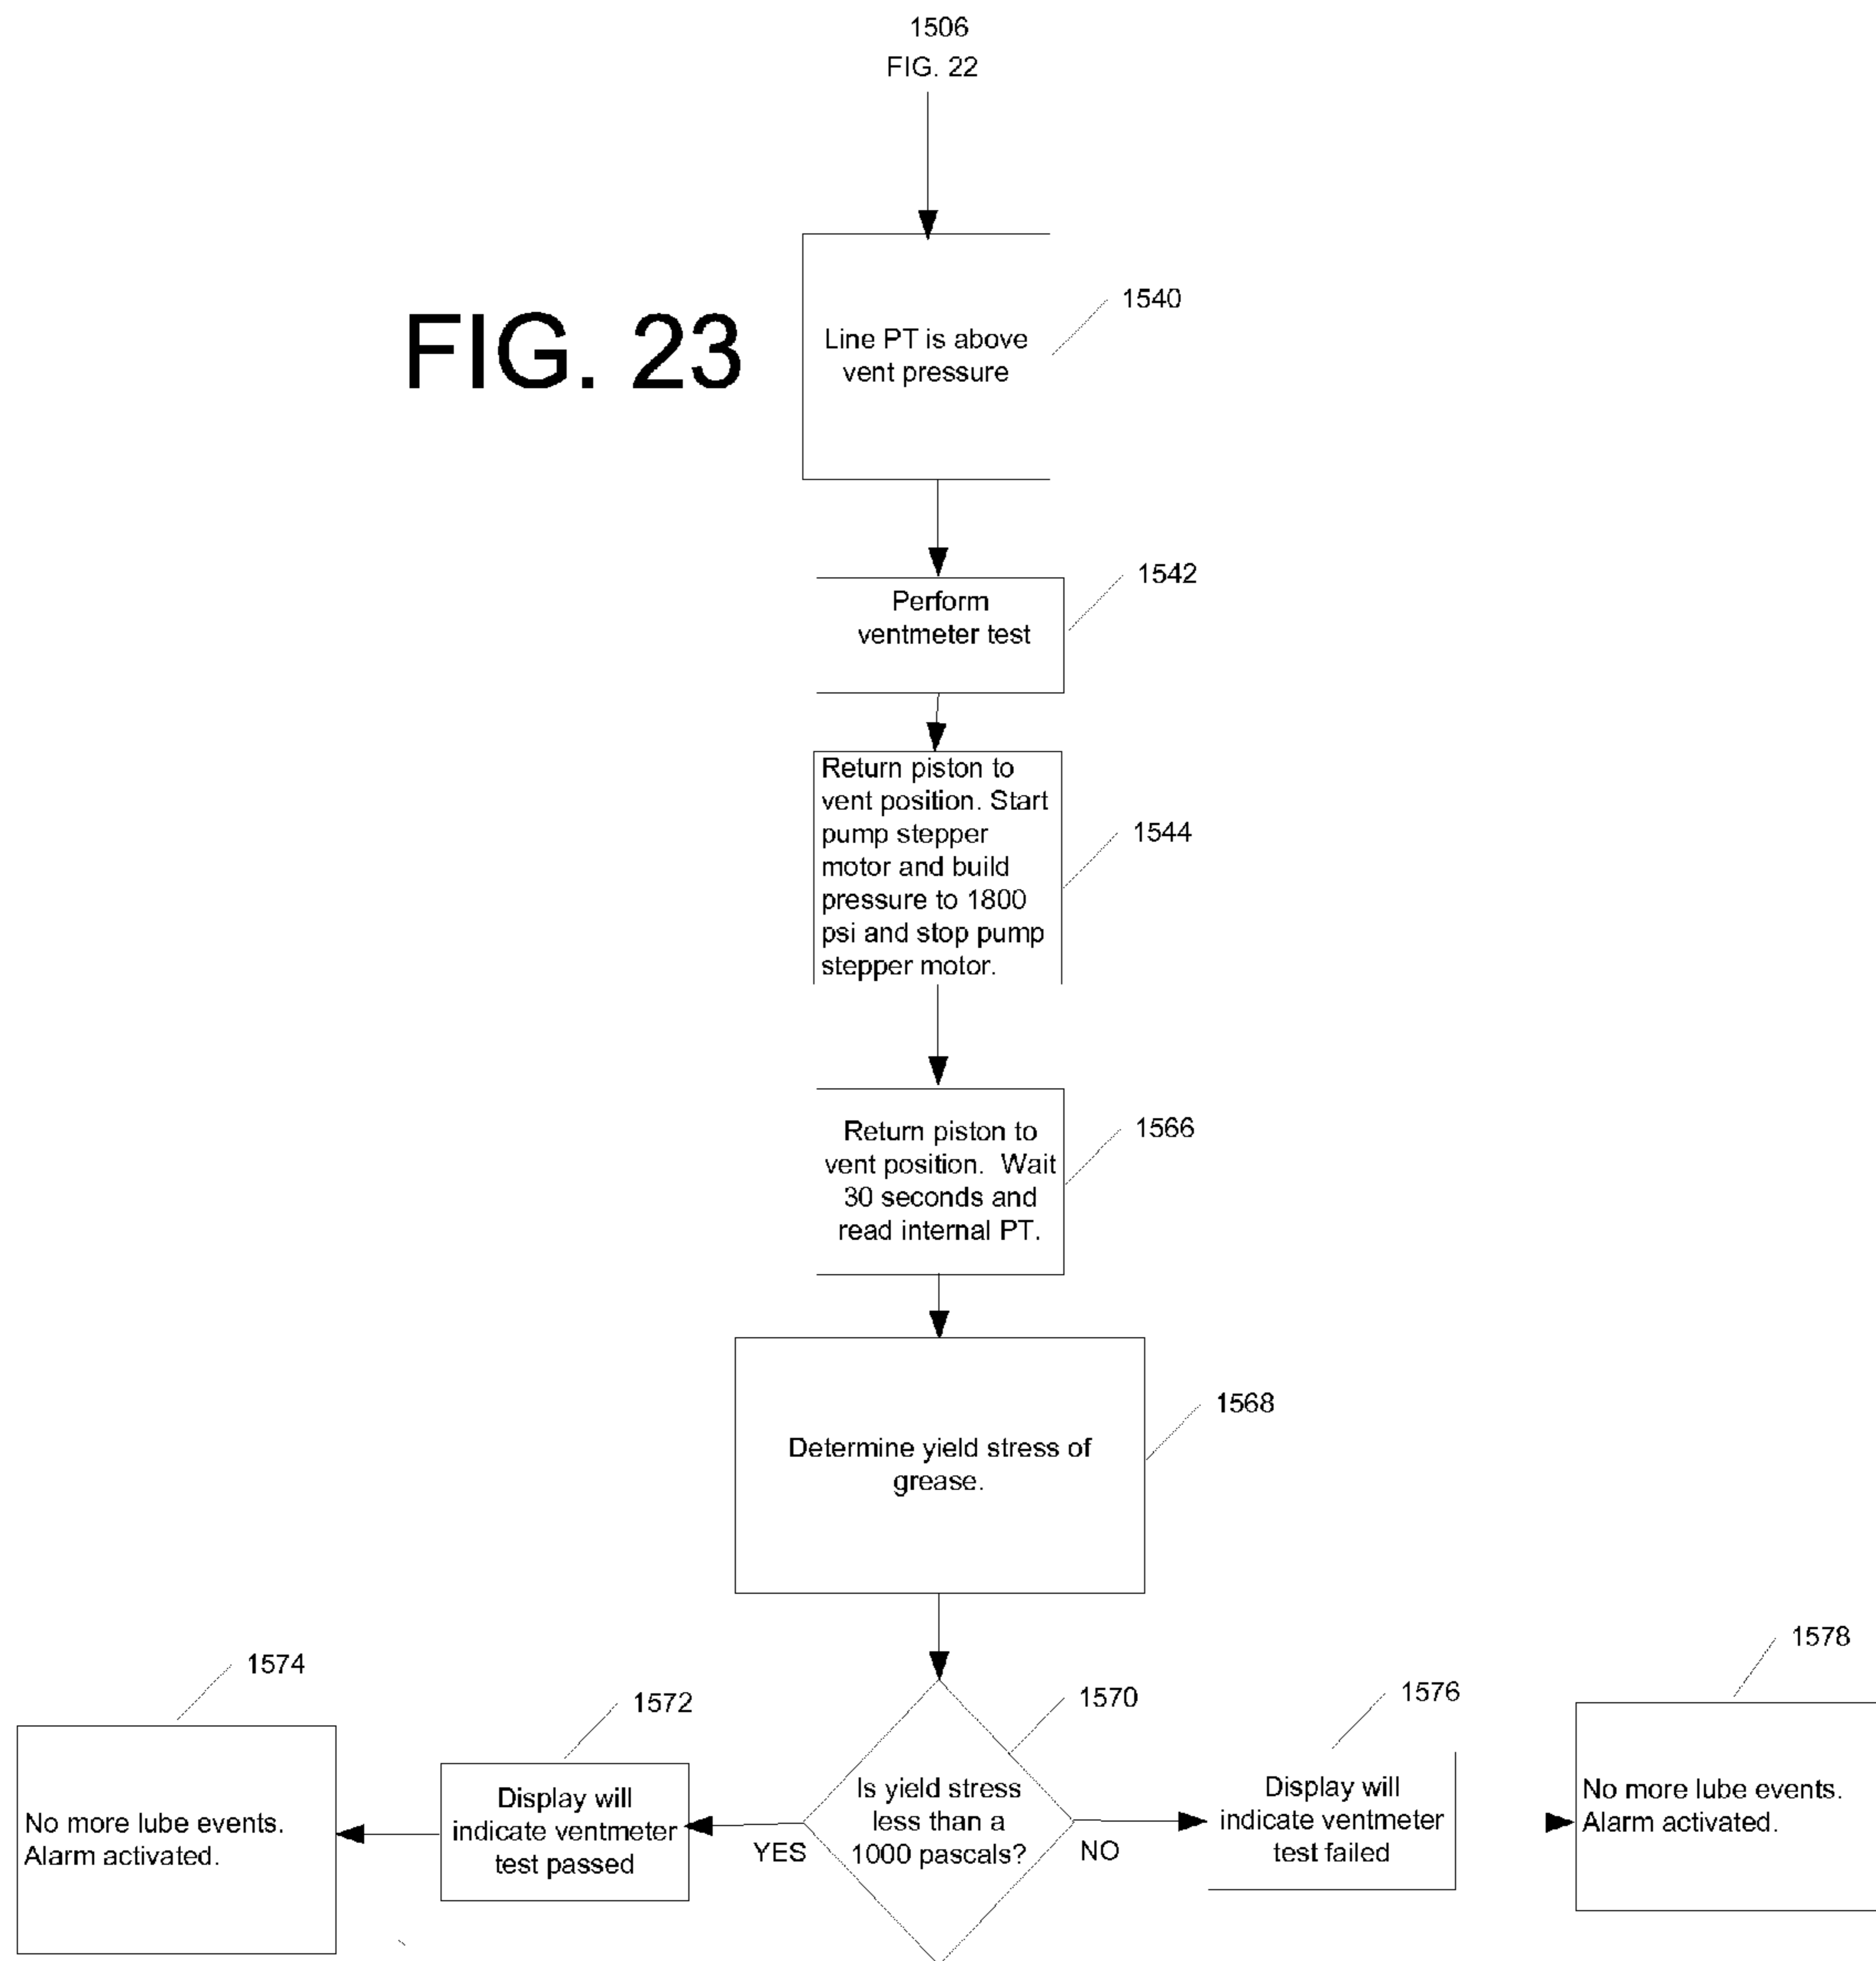 1506
FIG. 22
FIG. 23
Line PT is above
vent pressure
1540
Perform
ventmeter test
1542
Return piston to
vent position. Start
pump stepper
motor and build
pressure to 1800
psi and stop pump
stepper motor.
1544
Return piston to
vent position.  Wait
30 seconds and
read internal PT.
1566
Determine yield stress of
grease.
1568
Is yield stress
less than a
1000 pascals?
1570
YES
NO
Display will
indicate ventmeter
test passed
1572
No more lube events.
Alarm activated.
1574
Display will
indicate ventmeter
test failed
1576
No more lube events.
Alarm activated.
1578